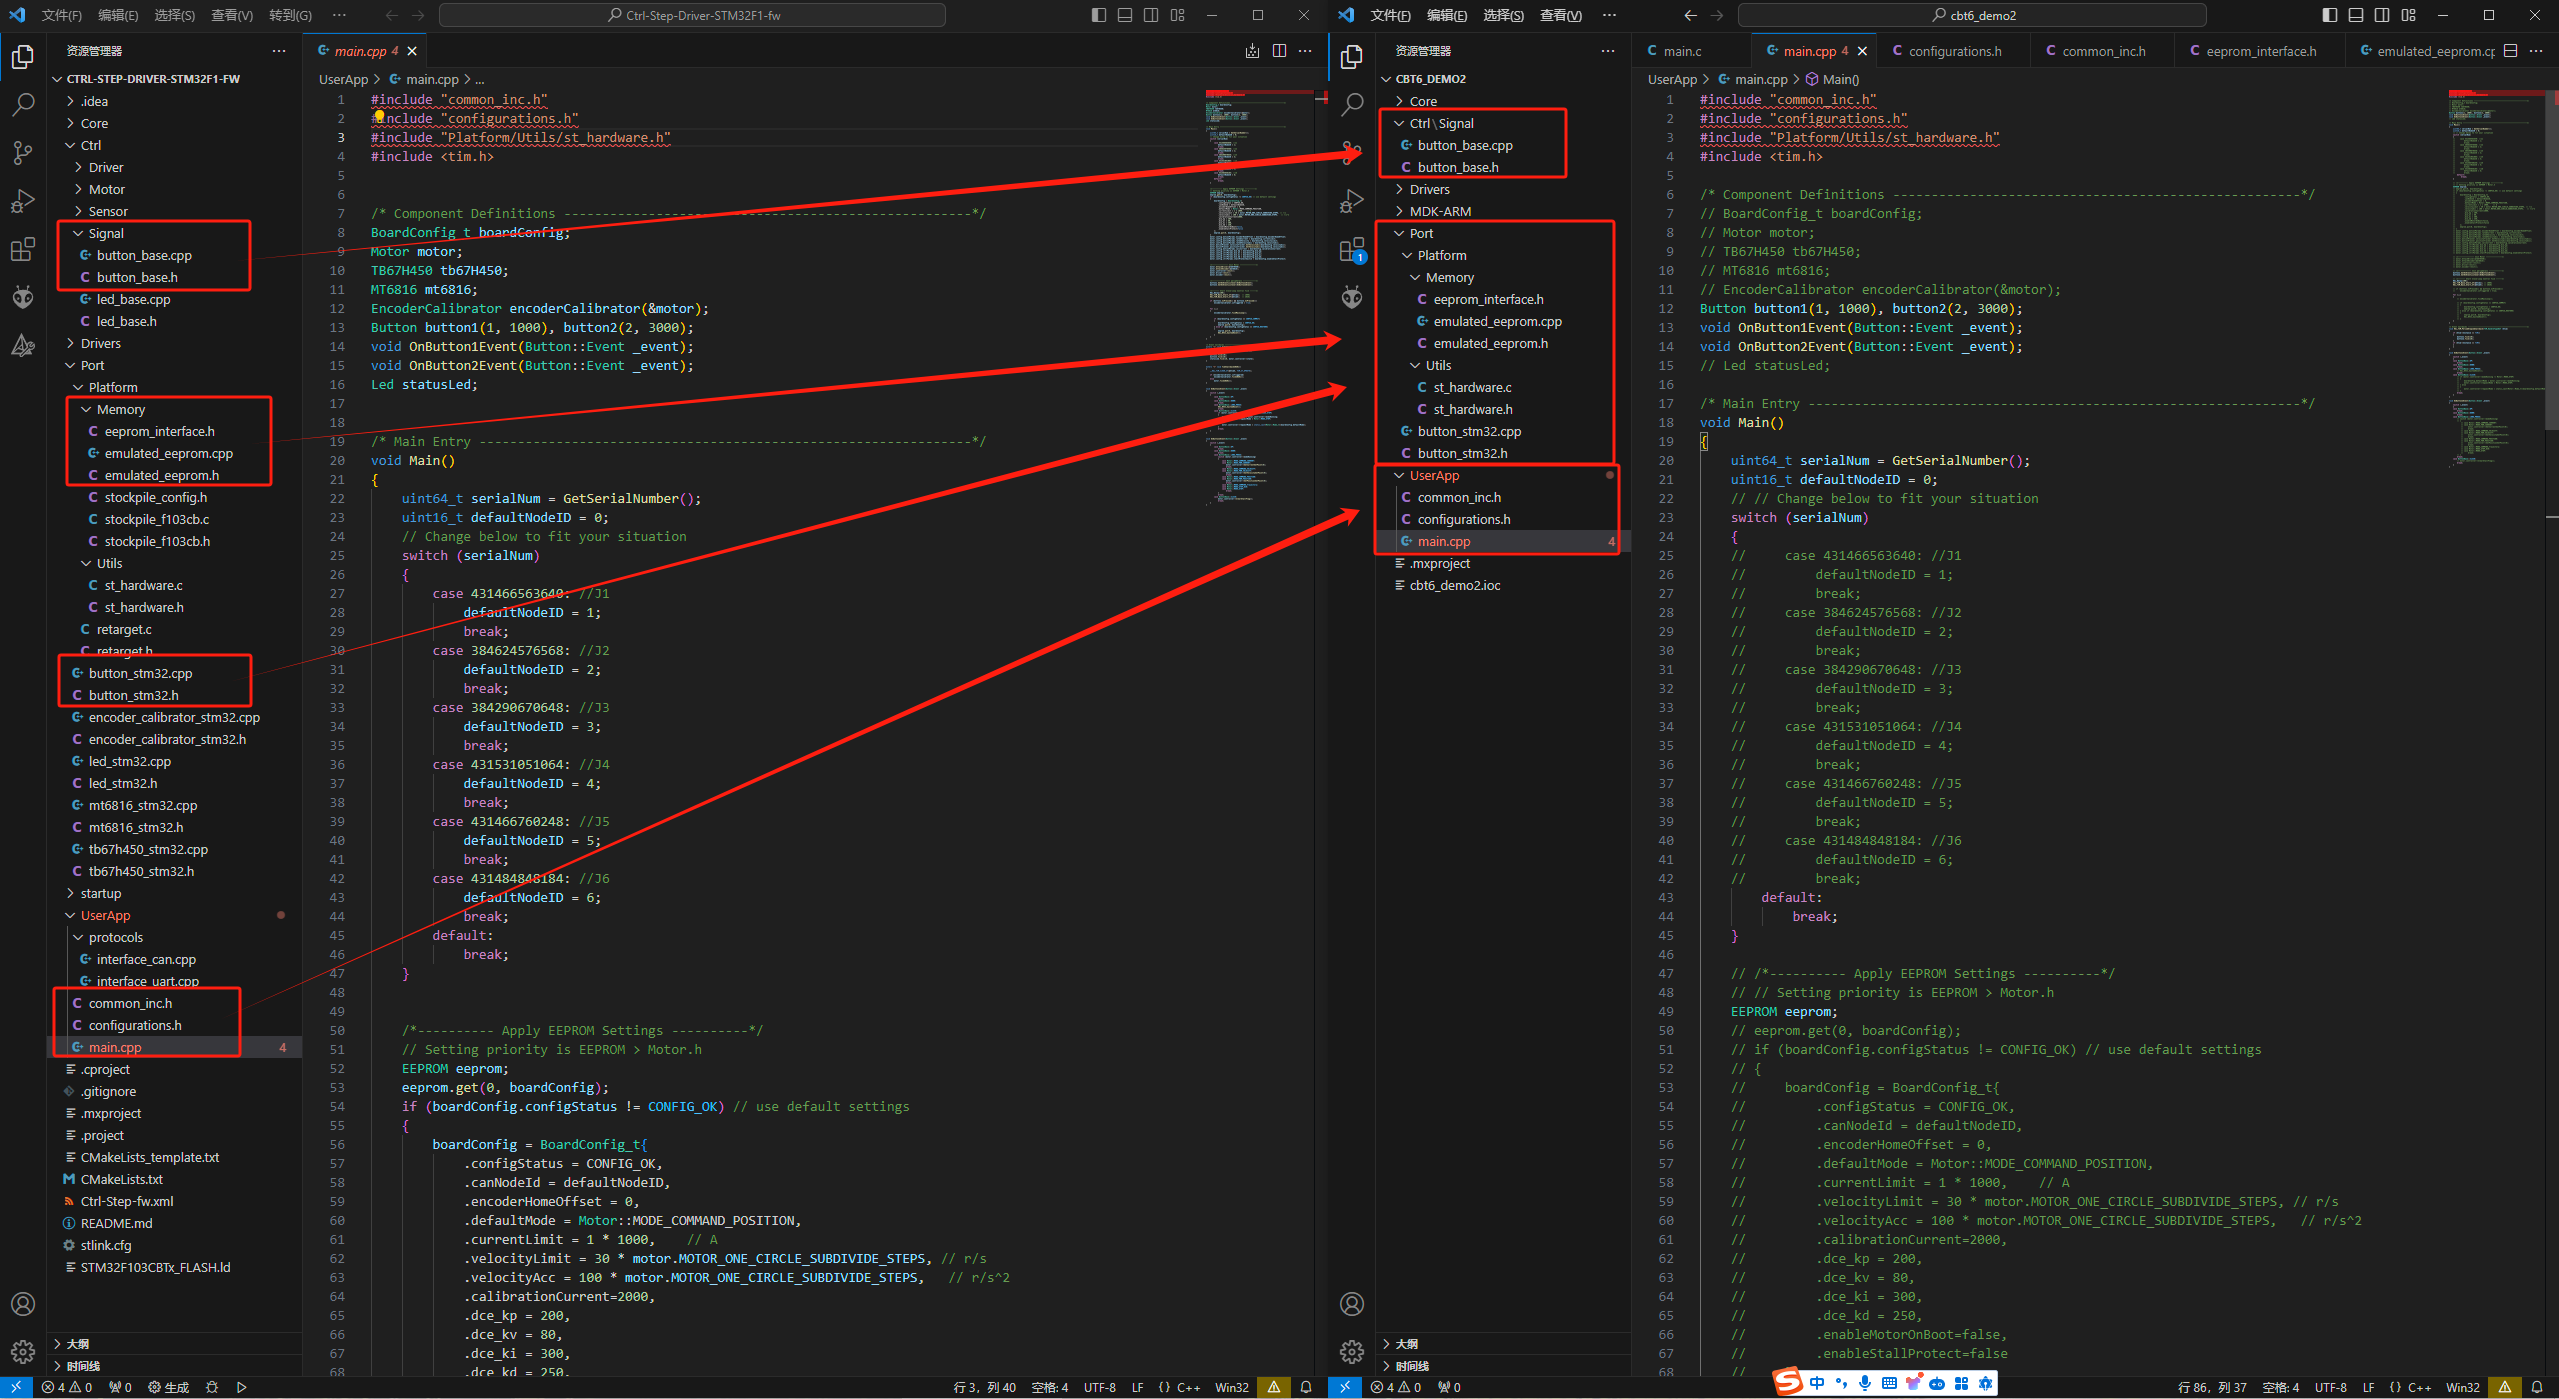 文件(F) 编辑(E) 选择(S) 查看(V) 转到(G) ··· Ctrl-Step-Driver-STM32F1-fw
资源管理器 ···
CTRL-STEP-DRIVER-STM32F1-FW
.idea
Core
Ctrl
Driver
Motor
Sensor
Signal
button_base.cpp
button_base.h
led_base.cpp
led_base.h
Drivers
Port
Platform
Memory
eeprom_interface.h
emulated_eeprom.cpp
emulated_eeprom.h
stockpile_config.h
stockpile_f103cb.c
stockpile_f103cb.h
Utils
st_hardware.c
st_hardware.h
retarget.c
retarget.h
button_stm32.cpp
button_stm32.h
encoder_calibrator_stm32.cpp
encoder_calibrator_stm32.h
led_stm32.cpp
led_stm32.h
mt6816_stm32.cpp
mt6816_stm32.h
tb67h450_stm32.cpp
tb67h450_stm32.h
startup
UserApp
protocols
interface_can.cpp
interface_uart.cpp
common_inc.h
configurations.h
main.cpp 4
.cproject
.gitignore
.mxproject
.project
CMakeLists_template.txt
CMakeLists.txt
Ctrl-Step-fw.xml
README.md
stlink.cfg
STM32F103CBTx_FLASH.ld
大纲
时间线
main.cpp 4
UserApp > main.cpp > ...
1 #include "common_inc.h"
2 #include "configurations.h"
3 #include "Platform/Utils/st_hardware.h"
4 #include <tim.h>
5
6
7 /* Component Definitions -----------------------------------------------------*/
8 BoardConfig_t boardConfig;
9 Motor motor;
10 TB67H450 tb67h450;
11 MT6816 mt6816;
12 EncoderCalibrator encoderCalibrator(&motor);
13 Button button1(1, 1000), button2(2, 3000);
14 void OnButton1Event(Button::Event _event);
15 void OnButton2Event(Button::Event _event);
16 Led statusLed;
17
18
19 /* Main Entry ----------------------------------------------------------------*/
20 void Main()
21 {
22 uint64_t serialNum = GetSerialNumber();
23 uint16_t defaultNodeID = 0;
24 // Change below to fit your situation
25 switch (serialNum)
26 {
27 case 431466563640: //J1
28 defaultNodeID = 1;
29 break;
30 case 384624576568: //J2
31 defaultNodeID = 2;
32 break;
33 case 384290670648: //J3
34 defaultNodeID = 3;
35 break;
36 case 431531051064: //J4
37 defaultNodeID = 4;
38 break;
39 case 431466760248: //J5
40 defaultNodeID = 5;
41 break;
42 case 431484848184: //J6
43 defaultNodeID = 6;
44 break;
45 default:
46 break;
47 }
48
49
50 /*---------- Apply EEPROM Settings ----------*/
51 // Setting priority is EEPROM > Motor.h
52 EEPROM eeprom;
53 eeprom.get(0, boardConfig);
54 if (boardConfig.configStatus != CONFIG_OK) // use default settings
55 {
56 boardConfig = BoardConfig_t{
57 .configStatus = CONFIG_OK,
58 .canNodeId = defaultNodeID,
59 .encoderHomeOffset = 0,
60 .defaultMode = Motor::MODE_COMMAND_POSITION,
61 .currentLimit = 1 * 1000, // A
62 .velocityLimit = 30 * motor.MOTOR_ONE_CIRCLE_SUBDIVIDE_STEPS, // r/s
63 .velocityAcc = 100 * motor.MOTOR_ONE_CIRCLE_SUBDIVIDE_STEPS, // r/s^2
64 .calibrationCurrent=2000,
65 .dce_kp = 200,
66 .dce_kv = 80,
67 .dce_ki = 300,
68 .dce_kd = 250,
4 0 0 生成 行 3，列 40 空格: 4 UTF-8 LF {} C++ Win32
文件(F) 编辑(E) 选择(S) 查看(V) ··· cbt6_demo2
资源管理器 ···
CBT6_DEMO2
Core
Ctrl\Signal
button_base.cpp
button_base.h
Drivers
MDK-ARM
Port
Platform
Memory
eeprom_interface.h
emulated_eeprom.cpp
emulated_eeprom.h
Utils
st_hardware.c
st_hardware.h
button_stm32.cpp
button_stm32.h
UserApp
common_inc.h
configurations.h
main.cpp 4
.mxproject
cbt6_demo2.ioc
1
大纲
时间线
main.c main.cpp 4 configurations.h common_inc.h eeprom_interface.h emulated_eeprom.cp
UserApp > main.cpp > Main()
1 #include "common_inc.h"
2 #include "configurations.h"
3 #include "Platform/Utils/st_hardware.h"
4 #include <tim.h>
5
6 /* Component Definitions -----------------------------------------------------*/
7 // BoardConfig_t boardConfig;
8 // Motor motor;
9 // TB67H450 tb67h450;
10 // MT6816 mt6816;
11 // EncoderCalibrator encoderCalibrator(&motor);
12 Button button1(1, 1000), button2(2, 3000);
13 void OnButton1Event(Button::Event _event);
14 void OnButton2Event(Button::Event _event);
15 // Led statusLed;
16
17 /* Main Entry ----------------------------------------------------------------*/
18 void Main()
19 {
20 uint64_t serialNum = GetSerialNumber();
21 uint16_t defaultNodeID = 0;
22 // // Change below to fit your situation
23 switch (serialNum)
24 {
25 // case 431466563640: //J1
26 // defaultNodeID = 1;
27 // break;
28 // case 384624576568: //J2
29 // defaultNodeID = 2;
30 // break;
31 // case 384290670648: //J3
32 // defaultNodeID = 3;
33 // break;
34 // case 431531051064: //J4
35 // defaultNodeID = 4;
36 // break;
37 // case 431466760248: //J5
38 // defaultNodeID = 5;
39 // break;
40 // case 431484848184: //J6
41 // defaultNodeID = 6;
42 // break;
43 default:
44 break;
45 }
46
47 // /*---------- Apply EEPROM Settings ----------*/
48 // // Setting priority is EEPROM > Motor.h
49 EEPROM eeprom;
50 // eeprom.get(0, boardConfig);
51 // if (boardConfig.configStatus != CONFIG_OK) // use default settings
52 // {
53 // boardConfig = BoardConfig_t{
54 // .configStatus = CONFIG_OK,
55 // .canNodeId = defaultNodeID,
56 // .encoderHomeOffset = 0,
57 // .defaultMode = Motor::MODE_COMMAND_POSITION,
58 // .currentLimit = 1 * 1000, // A
59 // .velocityLimit = 30 * motor.MOTOR_ONE_CIRCLE_SUBDIVIDE_STEPS, // r/s
60 // .velocityAcc = 100 * motor.MOTOR_ONE_CIRCLE_SUBDIVIDE_STEPS, // r/s^2
61 // .calibrationCurrent=2000,
62 // .dce_kp = 200,
63 // .dce_kv = 80,
64 // .dce_ki = 300,
65 // .dce_kd = 250,
66 // .enableMotorOnBoot=false,
67 // .enableStallProtect=false
68 //
S 中
4 0 0 行 86，列 37 空格: 4 UTF-8 LF {} C++ Win32